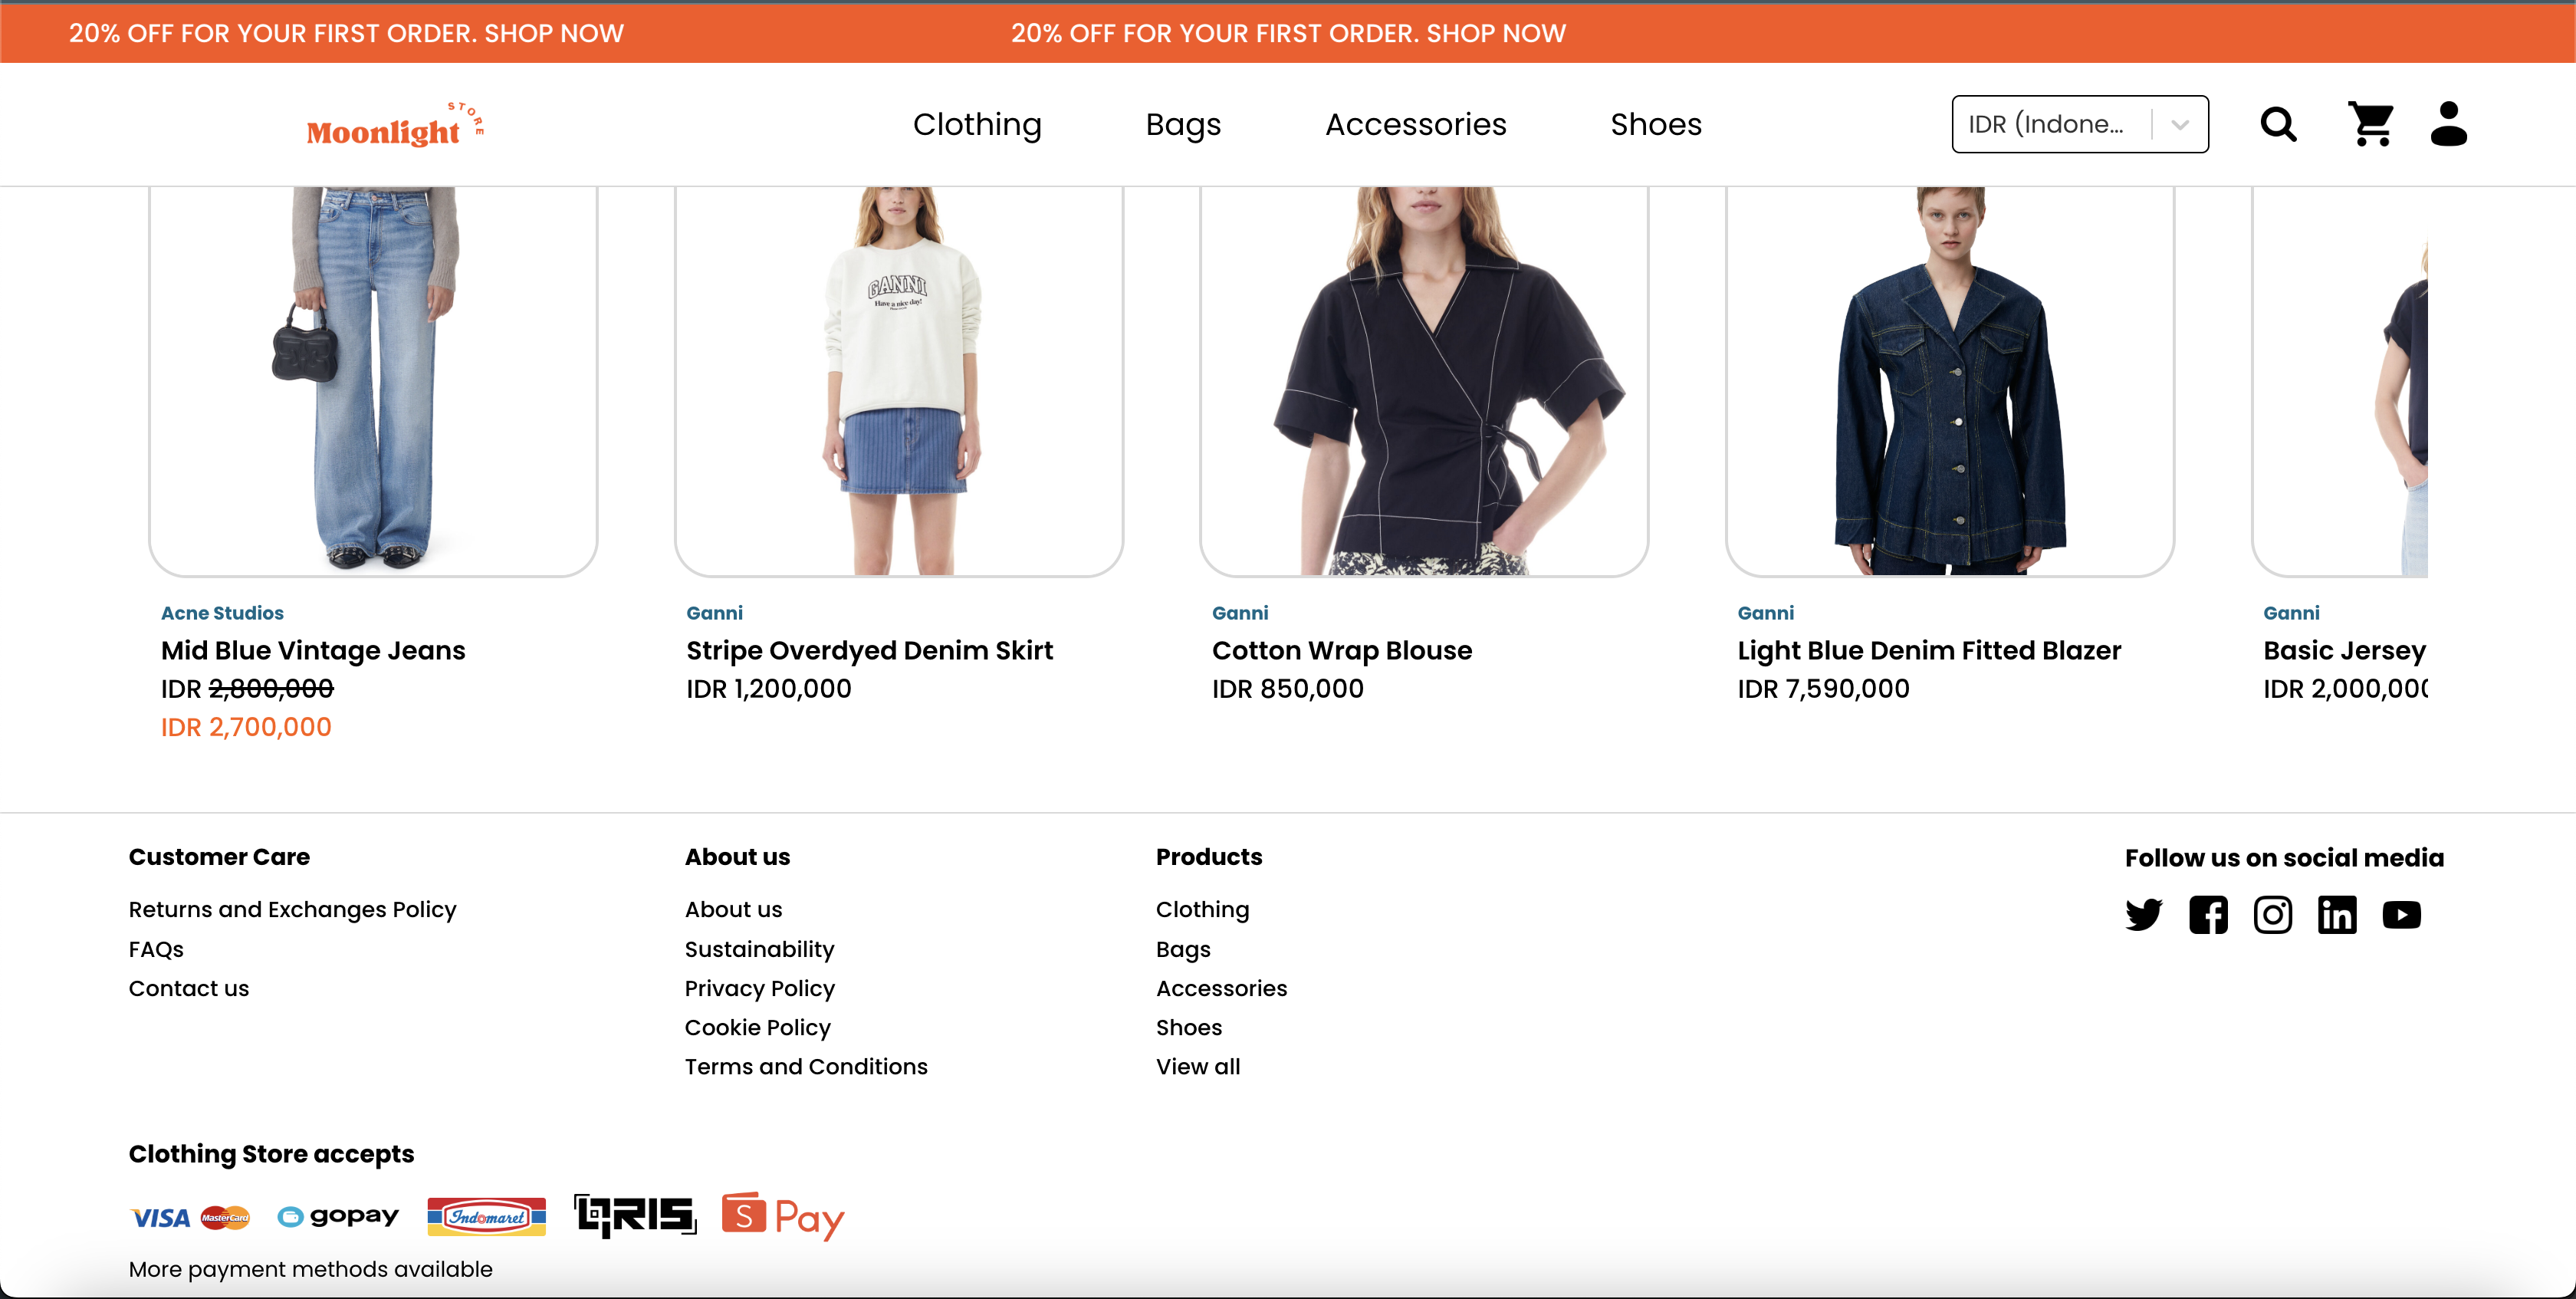 20% OFF FOR YOUR FIRST ORDER. SHOP NOW
20% OFF FOR YOUR FIRST ORDER. SHOP NOW
Moonlight STORE
Clothing
Bags
Accessories
Shoes
IDR (Indone...
GANNI
Have a nice day!
Acne Studios
Mid Blue Vintage Jeans
IDR 2,800,000
IDR 2,700,000
Ganni
Stripe Overdyed Denim Skirt
IDR 1,200,000
Ganni
Cotton Wrap Blouse
IDR 850,000
Ganni
Light Blue Denim Fitted Blazer
IDR 7,590,000
Ganni
Basic Jersey
IDR 2,000,000
Customer Care
Returns and Exchanges Policy
FAQs
Contact us
About us
About us
Sustainability
Privacy Policy
Cookie Policy
Terms and Conditions
Products
Clothing
Bags
Accessories
Shoes
View all
Follow us on social media
Clothing Store accepts
VISA
MasterCard
gopay
Indomaret
QRIS
S Pay
More payment methods available